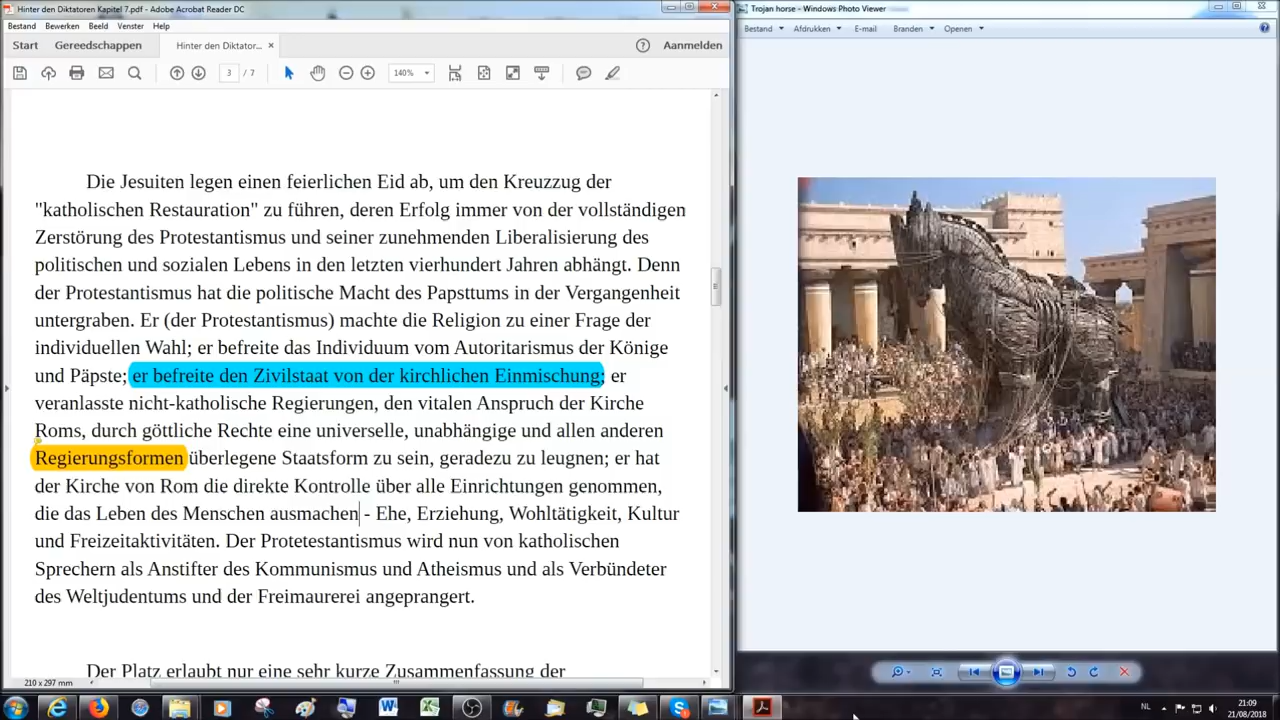 Hinter den Diktatoren Kapitel 7.pdf - Adobe Acrobat Reader DC
Bestand Bewerken Beeld Venster Help
Start Gereedschappen Hinter den Diktator... × Aanmelden
3 / 7 140%
Die Jesuiten legen einen feierlichen Eid ab, um den Kreuzzug der
"katholischen Restauration" zu führen, deren Erfolg immer von der vollständigen
Zerstörung des Protestantismus und seiner zunehmenden Liberalisierung des
politischen und sozialen Lebens in den letzten vierhundert Jahren abhängt. Denn
der Protestantismus hat die politische Macht des Papsttums in der Vergangenheit
untergraben. Er (der Protestantismus) machte die Religion zu einer Frage der
individuellen Wahl; er befreite das Individuum vom Autoritarismus der Könige
und Päpste; er befreite den Zivilstaat von der kirchlichen Einmischung; er
veranlasste nicht-katholische Regierungen, den vitalen Anspruch der Kirche
Roms, durch göttliche Rechte eine universelle, unabhängige und allen anderen
Regierungsformen überlegene Staatsform zu sein, geradezu zu leugnen; er hat
der Kirche von Rom die direkte Kontrolle über alle Einrichtungen genommen,
die das Leben des Menschen ausmachen - Ehe, Erziehung, Wohltätigkeit, Kultur
und Freizeitaktivitäten. Der Protetestantismus wird nun von katholischen
Sprechern als Anstifter des Kommunismus und Atheismus und als Verbündeter
des Weltjudentums und der Freimaurerei angeprangert.
Der Platz erlaubt nur eine sehr kurze Zusammenfassung der
210 x 297 mm
Trojan horse - Windows Photo Viewer
Bestand Afdrukken E-mail Branden Openen
NL
21:09
21/08/2018